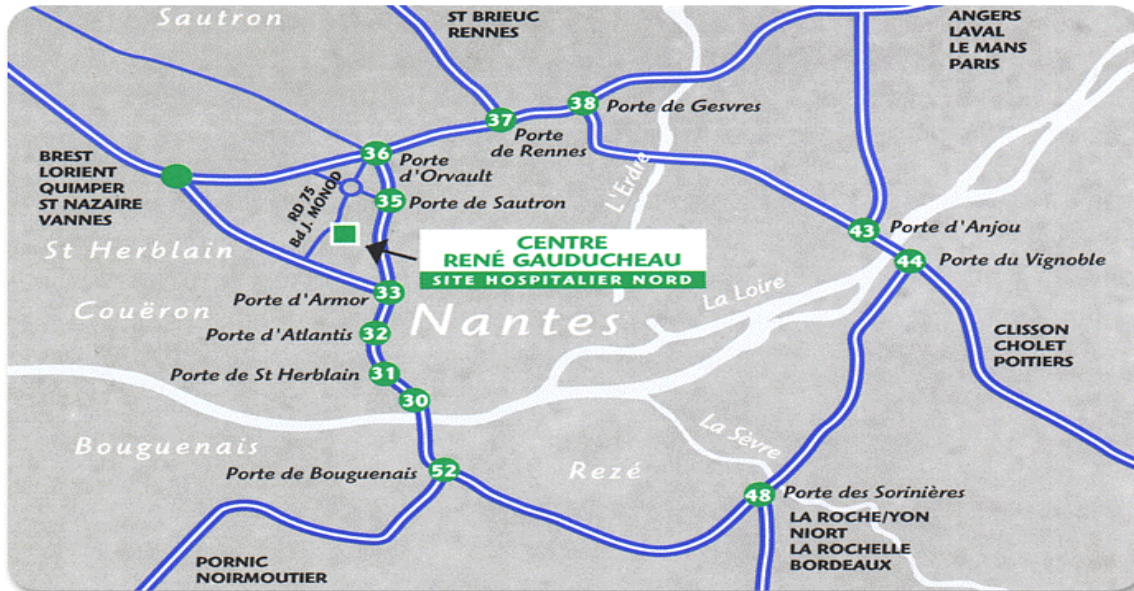 Sautron
ST BRIEUC
RENNES
ANGERS
LAVAL
LE MANS
PARIS
38
Porte de Gesvres
37
Porte
de Rennes
36
Porte
d'Orvault
BREST
LORIENT
QUIMPER
ST NAZAIRE
VANNES
RD 75
Bd J. MONOD
35
Porte de Sautron
L'Erdre
43
Porte d'Anjou
44
Porte du Vignoble
St Herblain
CENTRE
RENÉ GAUDUCHEAU
SITE HOSPITALIER NORD
33
Porte d'Armor
La Loire
Couëron
Nantes
32
Porte d'Atlantis
CLISSON
CHOLET
POITIERS
31
Porte de St Herblain
30
Bouguenais
La Sèvre
52
Porte de Bouguenais
Rezé
48
Porte des Sorinières
LA ROCHE/YON
NIORT
LA ROCHELLE
BORDEAUX
PORNIC
NOIRMOUTIER